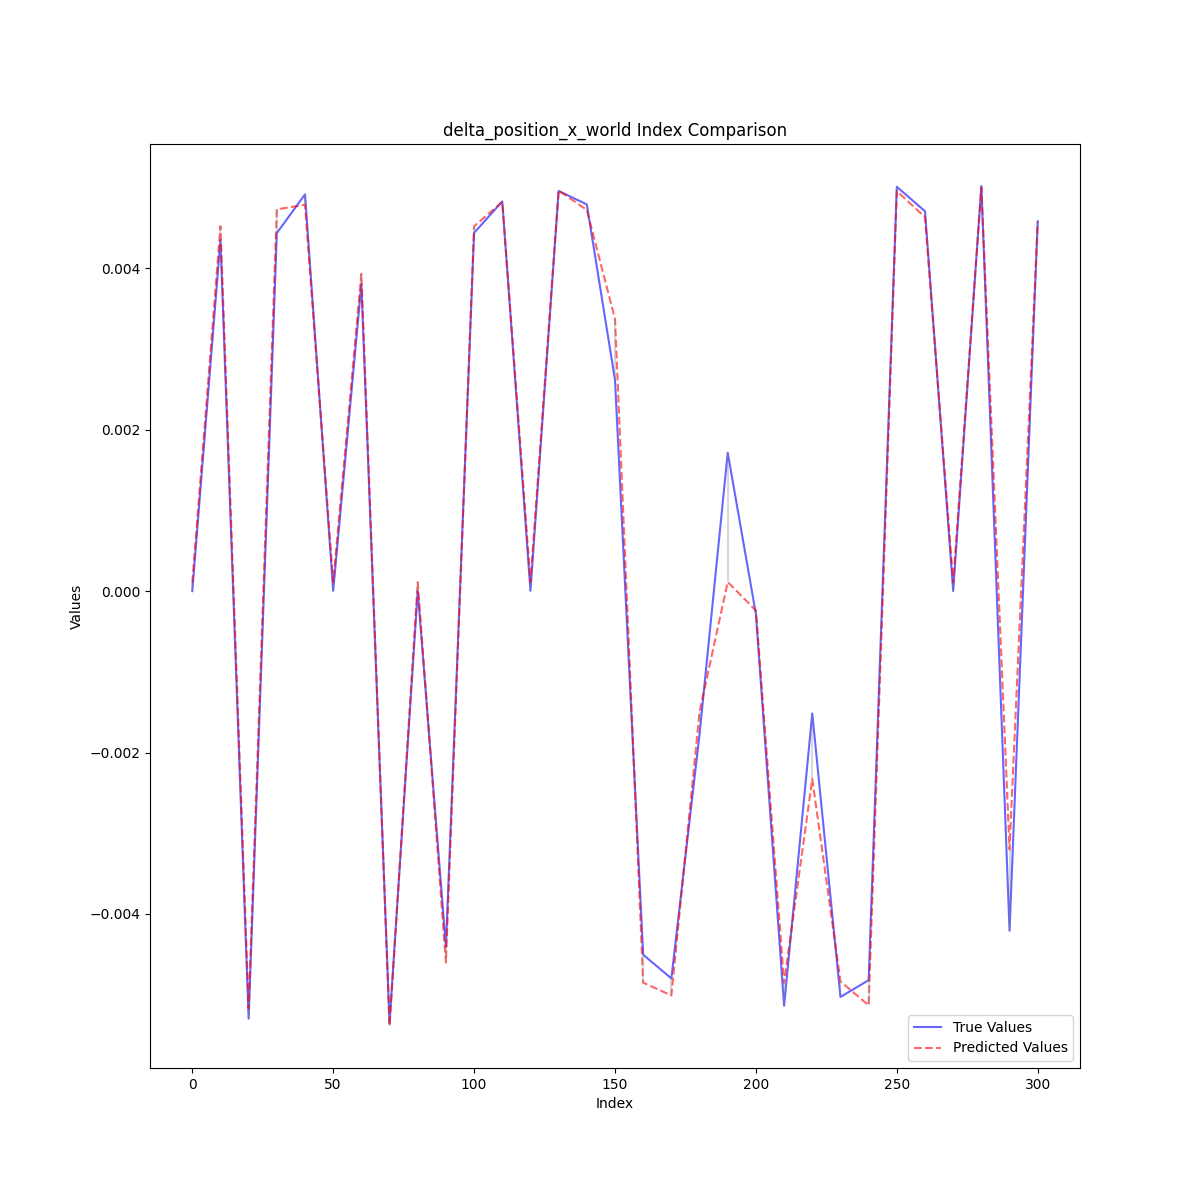 delta_position_x_world Index Comparison
Values
0.004
0.002
0.000
−0.002
−0.004
0
50
100
150
200
250
300
Index
True Values
Predicted Values